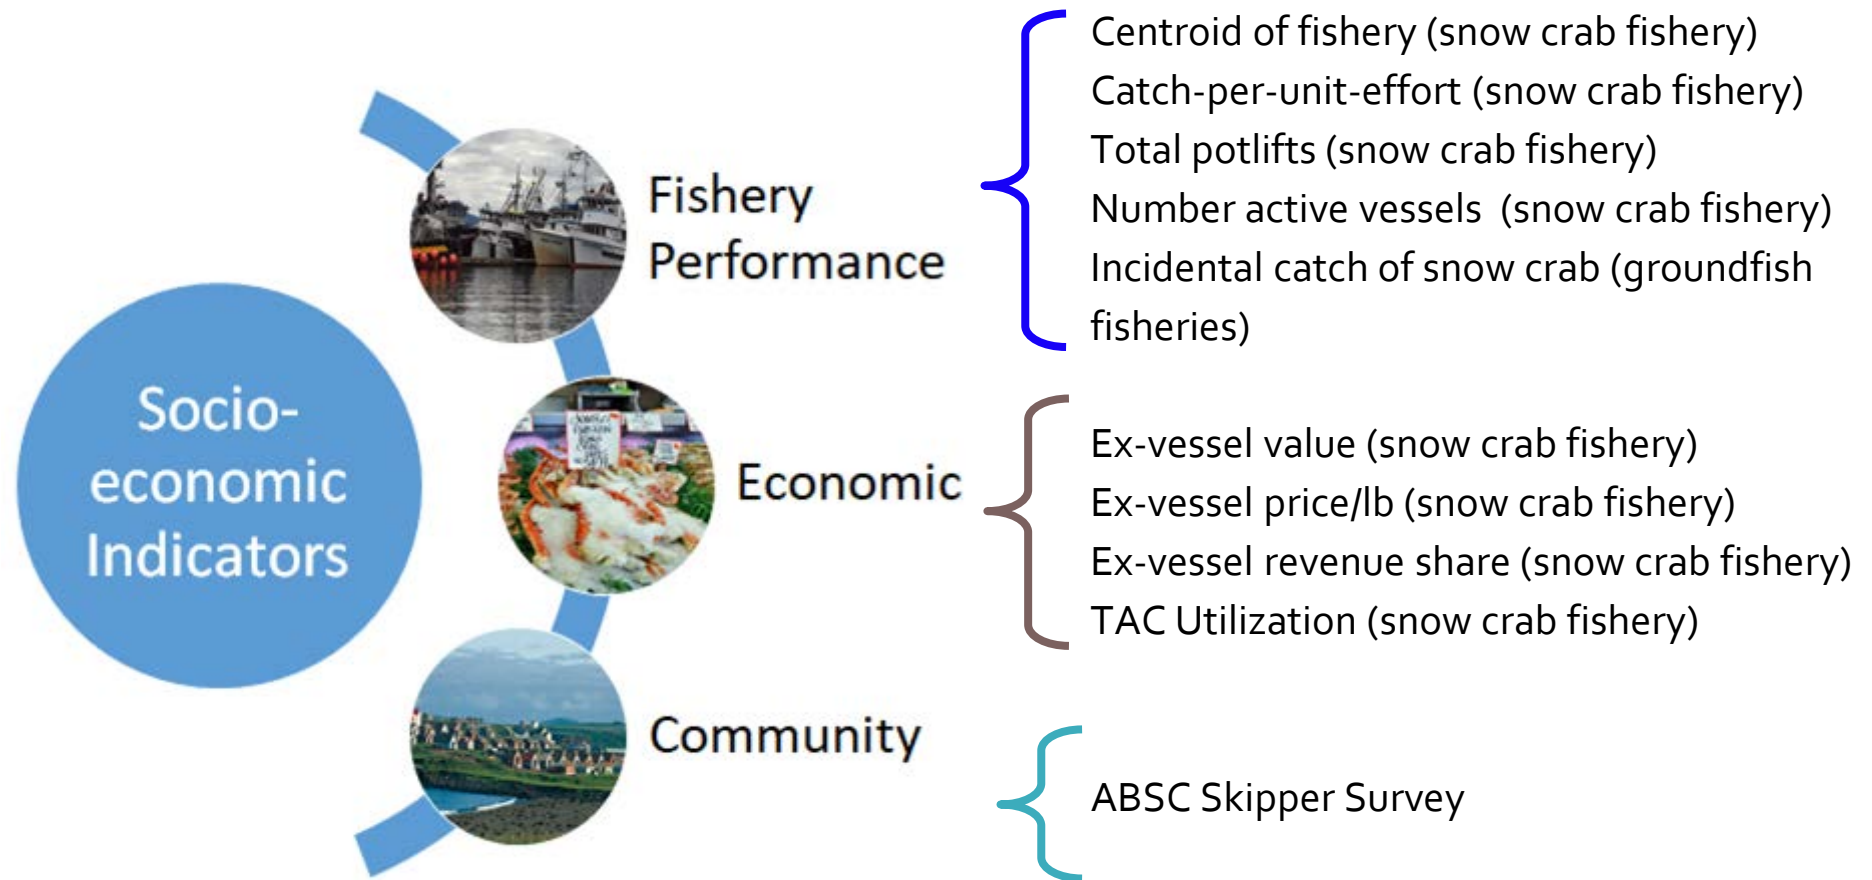 Socio-
economic
Indicators
Fishery
Performance
Centroid of fishery (snow crab fishery)
Catch-per-unit-effort (snow crab fishery)
Total potlifts (snow crab fishery)
Number active vessels  (snow crab fishery)
Incidental catch of snow crab (groundfish
fisheries)
Economic
Ex-vessel value (snow crab fishery)
Ex-vessel price/lb (snow crab fishery)
Ex-vessel revenue share (snow crab fishery)
TAC Utilization (snow crab fishery)
Community
ABSC Skipper Survey